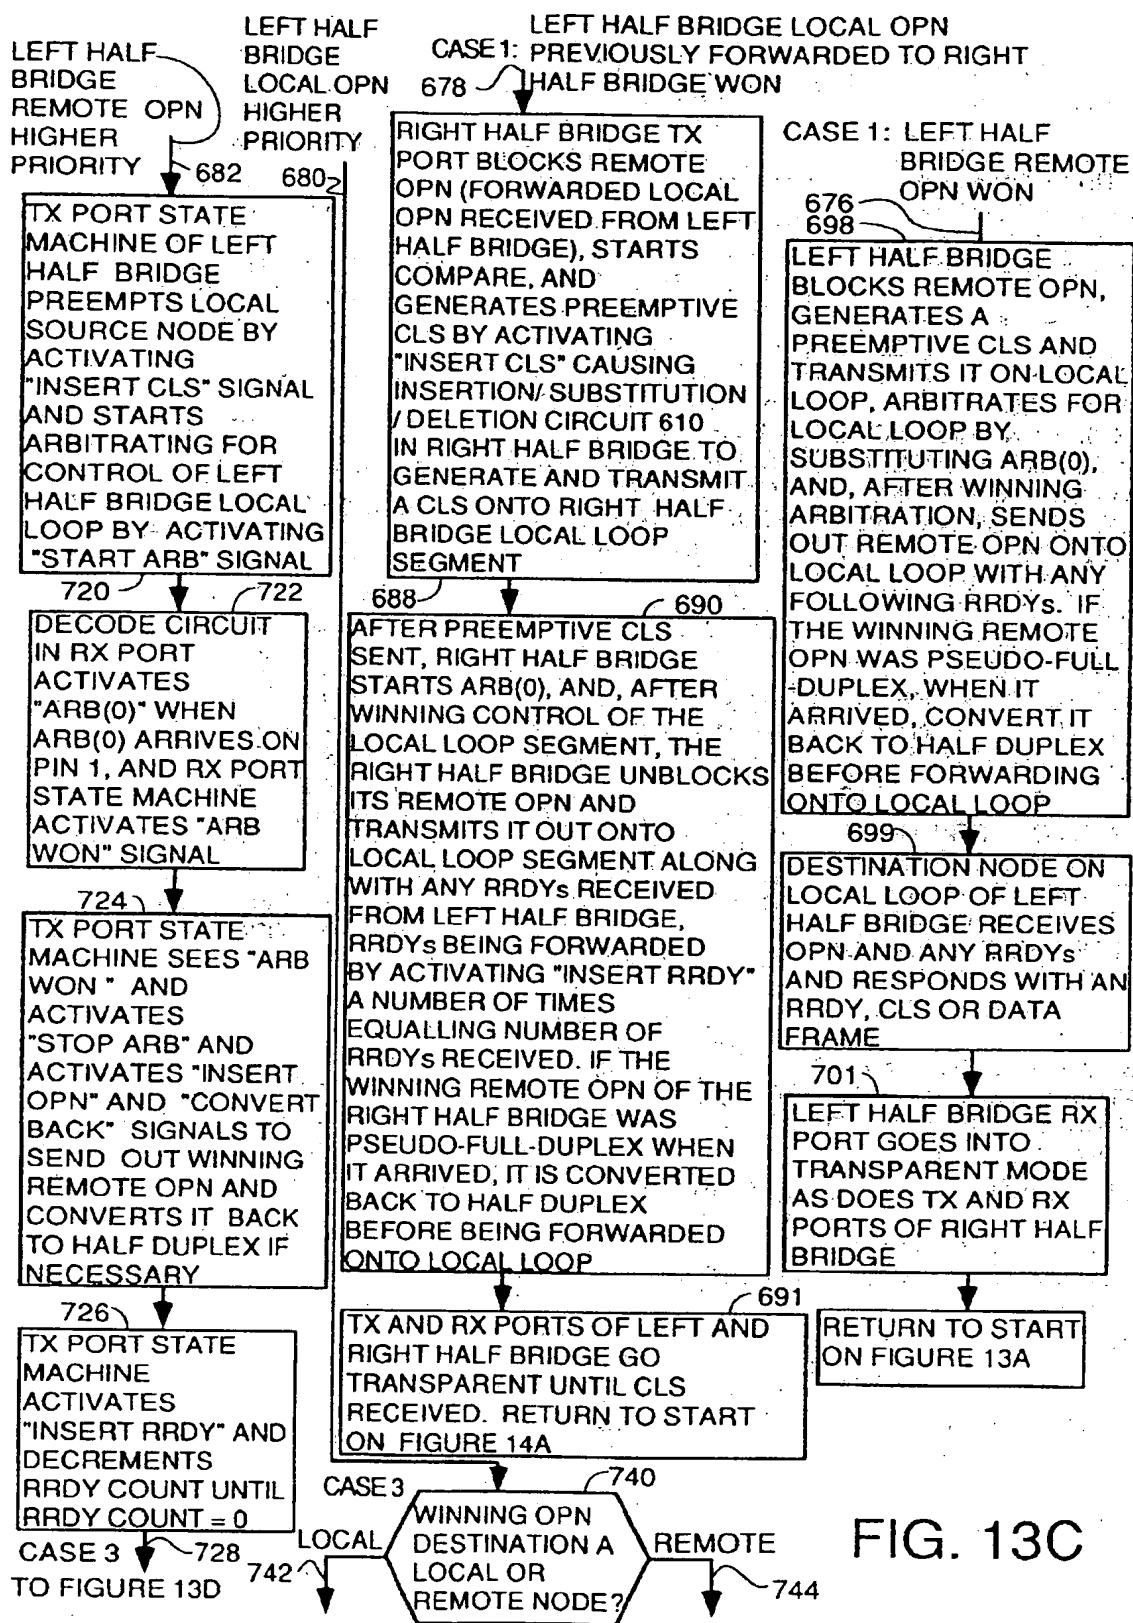 LEFT HALF
BRIDGE
REMOTE OPN
HIGHER
PRIORITY
682
TX PORT STATE
MACHINE OF LEFT
HALF BRIDGE
PREEMPTS LOCAL
SOURCE NODE BY
ACTIVATING
"INSERT CLS" SIGNAL
AND STARTS
ARBITRATING FOR
CONTROL OF LEFT
HALF BRIDGE LOCAL
LOOP BY ACTIVATING
"START ARB" SIGNAL
720
722
DECODE CIRCUIT
IN RX PORT
ACTIVATES
"ARB(0)" WHEN
ARB(0) ARRIVES ON
PIN 1, AND RX PORT
STATE MACHINE
ACTIVATES "ARB
WON" SIGNAL
724
TX PORT STATE
MACHINE SEES "ARB
WON " AND
ACTIVATES
"STOP ARB" AND
ACTIVATES "INSERT
OPN" AND "CONVERT
BACK" SIGNALS TO
SEND OUT WINNING
REMOTE OPN AND
CONVERTS IT BACK
TO HALF DUPLEX IF
NECESSARY
726
TX PORT STATE
MACHINE
ACTIVATES
"INSERT RRDY" AND
DECREMENTS
RRDY COUNT UNTIL
RRDY COUNT = 0
CASE 3
728
TO FIGURE 13D
LEFT HALF
BRIDGE
LOCAL OPN
HIGHER
PRIORITY
680
CASE 1:
LEFT HALF BRIDGE LOCAL OPN
PREVIOUSLY FORWARDED TO RIGHT
HALF BRIDGE WON
678
RIGHT HALF BRIDGE TX
PORT BLOCKS REMOTE
OPN (FORWARDED LOCAL
OPN RECEIVED FROM LEFT
HALF BRIDGE), STARTS
COMPARE, AND
GENERATES PREEMPTIVE
CLS BY ACTIVATING
"INSERT CLS" CAUSING
INSERTION/ SUBSTITUTION
/ DELETION CIRCUIT 610
IN RIGHT HALF BRIDGE TO
GENERATE AND TRANSMIT
A CLS ONTO RIGHT HALF
BRIDGE LOCAL LOOP
SEGMENT
688
690
AFTER PREEMPTIVE CLS
SENT, RIGHT HALF BRIDGE
STARTS ARB(0), AND, AFTER
WINNING CONTROL OF THE
LOCAL LOOP SEGMENT, THE
RIGHT HALF BRIDGE UNBLOCKS
ITS REMOTE OPN AND
TRANSMITS IT OUT ONTO
LOCAL LOOP SEGMENT ALONG
WITH ANY RRDYs RECEIVED
FROM LEFT HALF BRIDGE,
RRDYs BEING FORWARDED
BY ACTIVATING "INSERT RRDY"
A NUMBER OF TIMES
EQUALLING NUMBER OF
RRDYs RECEIVED. IF THE
WINNING REMOTE OPN OF THE
RIGHT HALF BRIDGE WAS
PSEUDO-FULL-DUPLEX WHEN
IT ARRIVED, IT IS CONVERTED
BACK TO HALF DUPLEX
BEFORE BEING FORWARDED
ONTO LOCAL LOOP
691
TX AND RX PORTS OF LEFT AND
RIGHT HALF BRIDGE GO
TRANSPARENT UNTIL CLS
RECEIVED. RETURN TO START
ON FIGURE 14A
CASE 3
740
WINNING OPN
DESTINATION A
LOCAL OR
REMOTE NODE?
LOCAL
742
REMOTE
744
CASE 1: LEFT HALF
BRIDGE REMOTE
OPN WON
676
698
LEFT HALF BRIDGE
BLOCKS REMOTE OPN,
GENERATES A
PREEMPTIVE CLS AND
TRANSMITS IT ON LOCAL
LOOP, ARBITRATES FOR
LOCAL LOOP BY
SUBSTITUTING ARB(0),
AND, AFTER WINNING
ARBITRATION, SENDS
OUT REMOTE OPN ONTO
LOCAL LOOP WITH ANY
FOLLOWING RRDYs. IF
THE WINNING REMOTE
OPN WAS PSEUDO-FULL
-DUPLEX, WHEN IT
ARRIVED, CONVERT IT
BACK TO HALF DUPLEX
BEFORE FORWARDING
ONTO LOCAL LOOP
699
DESTINATION NODE ON
LOCAL LOOP OF LEFT
HALF BRIDGE RECEIVES
OPN AND ANY RRDYs
AND RESPONDS WITH AN
RRDY, CLS OR DATA
FRAME
701
LEFT HALF BRIDGE RX
PORT GOES INTO
TRANSPARENT MODE
AS DOES TX AND RX
PORTS OF RIGHT HALF
BRIDGE
RETURN TO START
ON FIGURE 13A
FIG. 13C